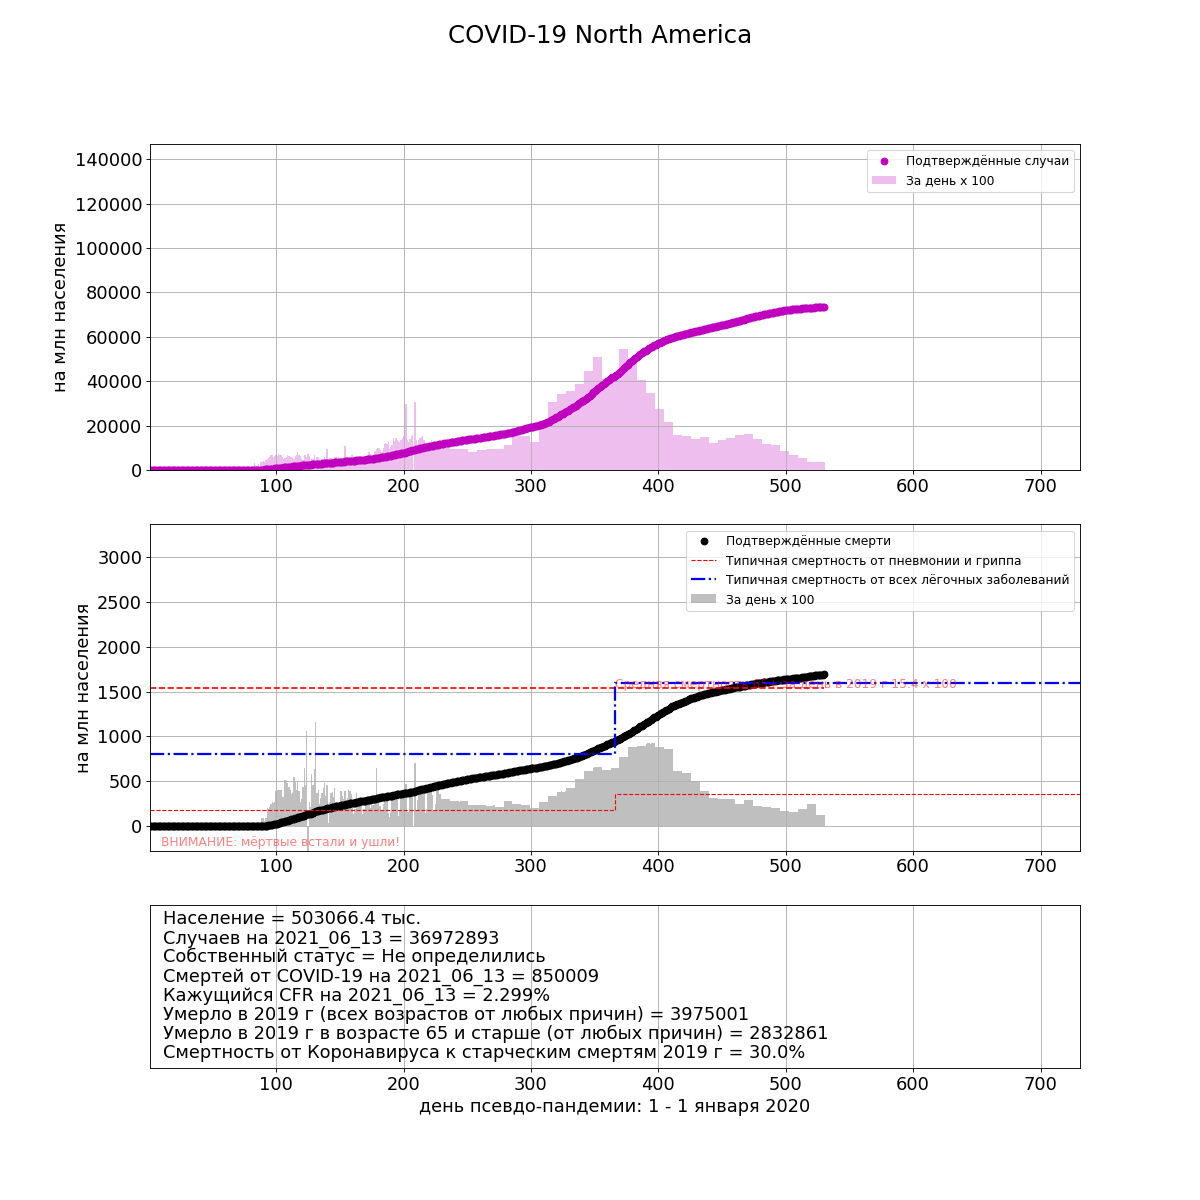 COVID-19 North America
140000
120000
100000
80000
60000
40000
20000
0
на млн населения
Подтверждённые случаи
За день x 100
100 200 300 400 500 600 700
3000
2500
2000
1500
1000
500
0
на млн населения
Подтверждённые смерти
Типичная смертность от пневмонии и гриппа
Типичная смертность от всех лёгочных заболеваний
За день x 100
в 2019 г 15.4 x 100
ВНИМАНИЕ: мёртвые встали и ушли!
100 200 300 400 500 600 700
Население = 503066.4 тыс.
Случаев на 2021_06_13 = 36972893
Собственный статус = Не определились
Смертей от COVID-19 на 2021_06_13 = 850009
Кажущийся CFR на 2021_06_13 = 2.299%
Умерло в 2019 г (всех возрастов от любых причин) = 3975001
Умерло в 2019 г в возрасте 65 и старше (от любых причин) = 2832861
Смертность от Коронавируса к старческим смертям 2019 г = 30.0%
100 200 300 400 500 600 700
день псевдо-пандемии: 1 - 1 января 2020